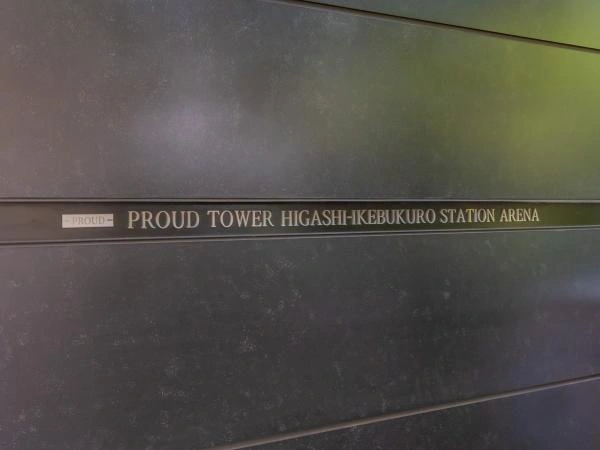 -PROUD- PROUD TOWER HIGASHI-IKEBUKURO STATION ARENA